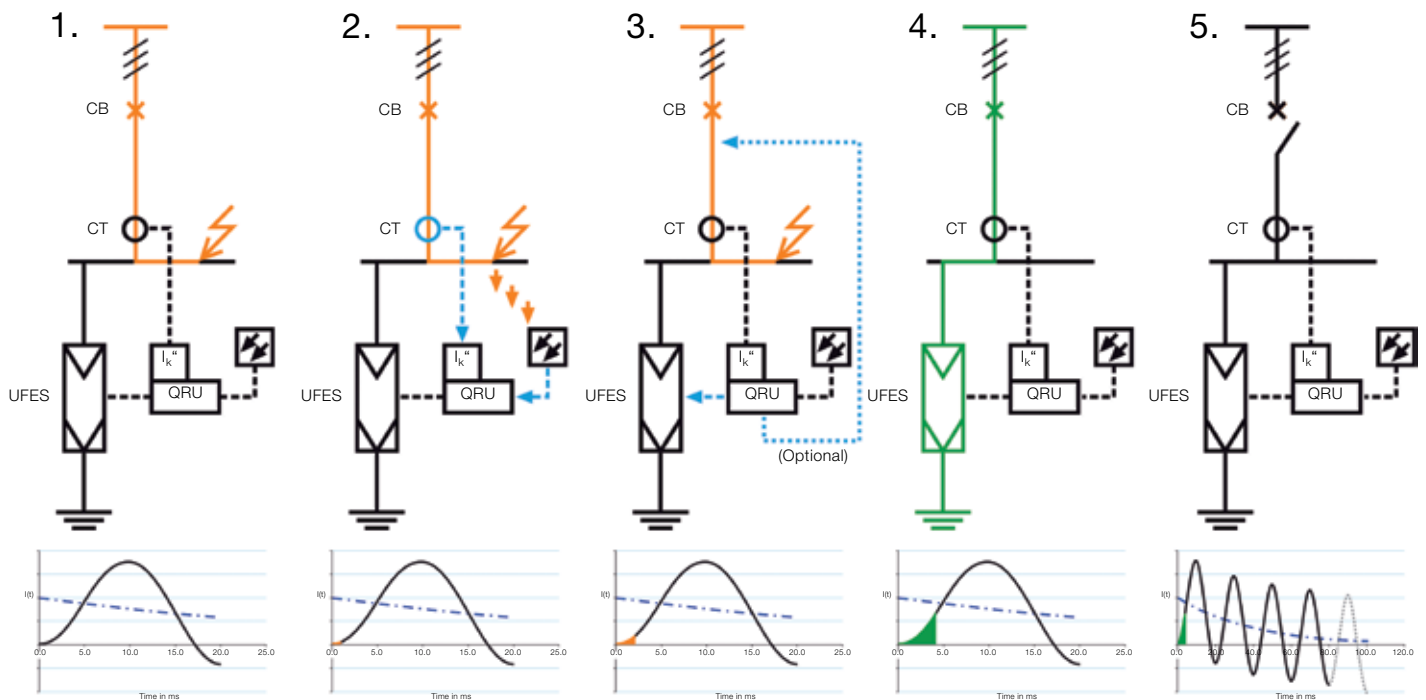 1.
2.
3.
4.
5.
CB
CB
CB
CB
CB
CT
CT
CT
CT
CT
Ik“
Ik“
Ik“
Ik“
Ik“
UFES
QRU
UFES
QRU
UFES
QRU
UFES
QRU
UFES
QRU
(Optional)
I(t)
0.0 5.0 10.0 15.0 20.0 25.0
Time in ms
I(t)
0.0 5.0 10.0 15.0 20.0 25.0
Time in ms
I(t)
0.0 5.0 10.0 15.0 20.0 25.0
Time in ms
I(t)
0.0 5.0 10.0 15.0 20.0 25.0
Time in ms
I(t)
0.0 20.0 40.0 60.0 80.0 100.0 120.0
Time in ms